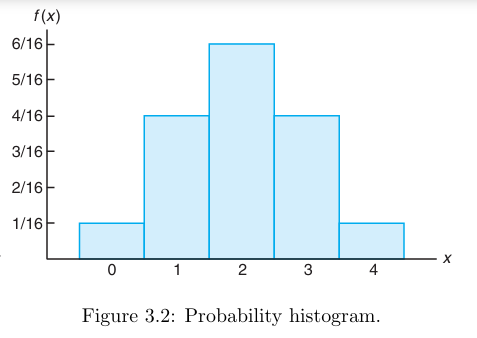 f(x)
6/16
5/16
4/16
3/16
2/16
1/16
0 1 2 3 4 x
Figure 3.2: Probability histogram.